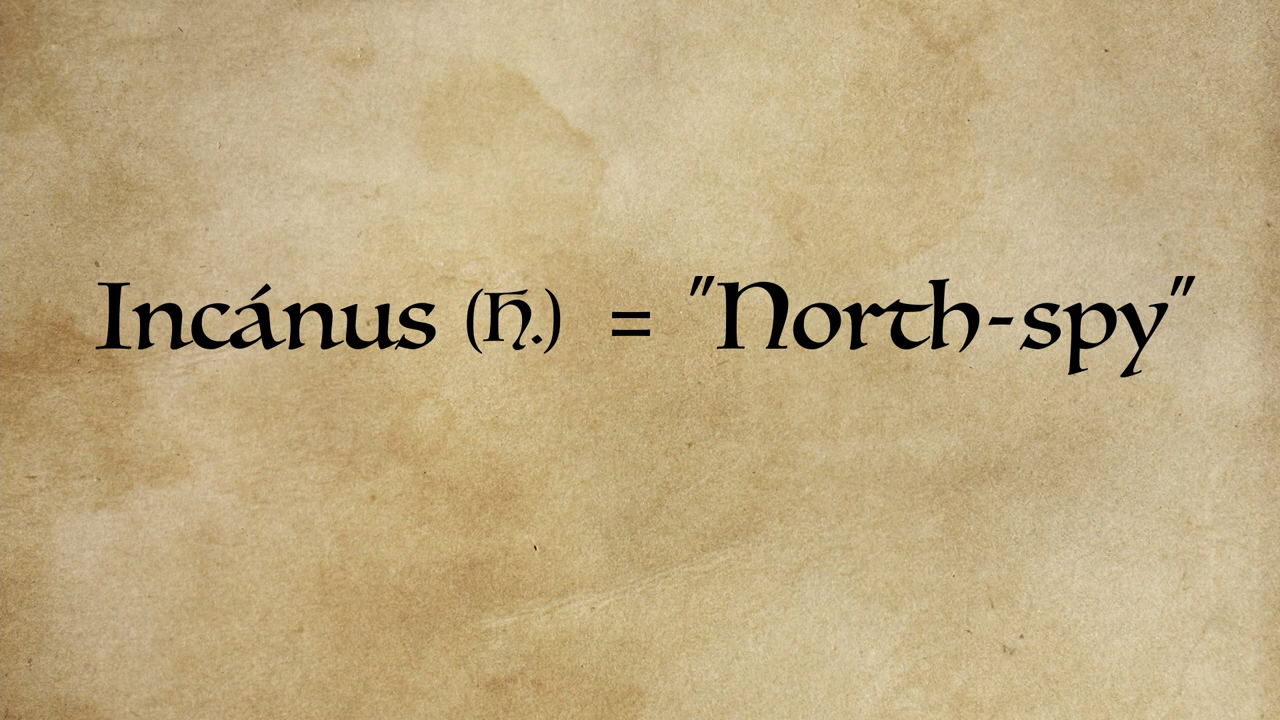 Incánus (H.) = "North-spy"